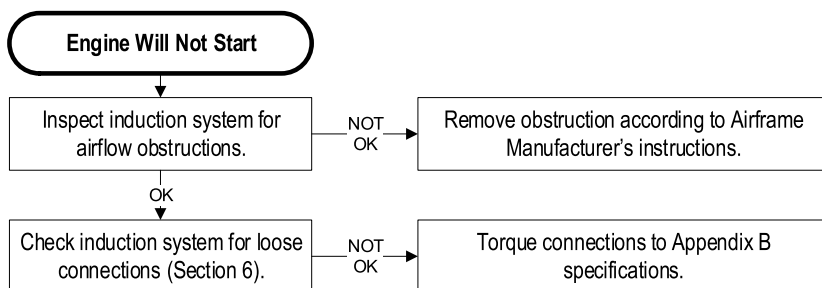 Engine Will Not Start
Inspect induction system for
airflow obstructions.
NOT
OK
Remove obstruction according to Airframe
Manufacturer's instructions.
OK
Check induction system for loose
connections (Section 6).
NOT
OK
Torque connections to Appendix B
specifications.